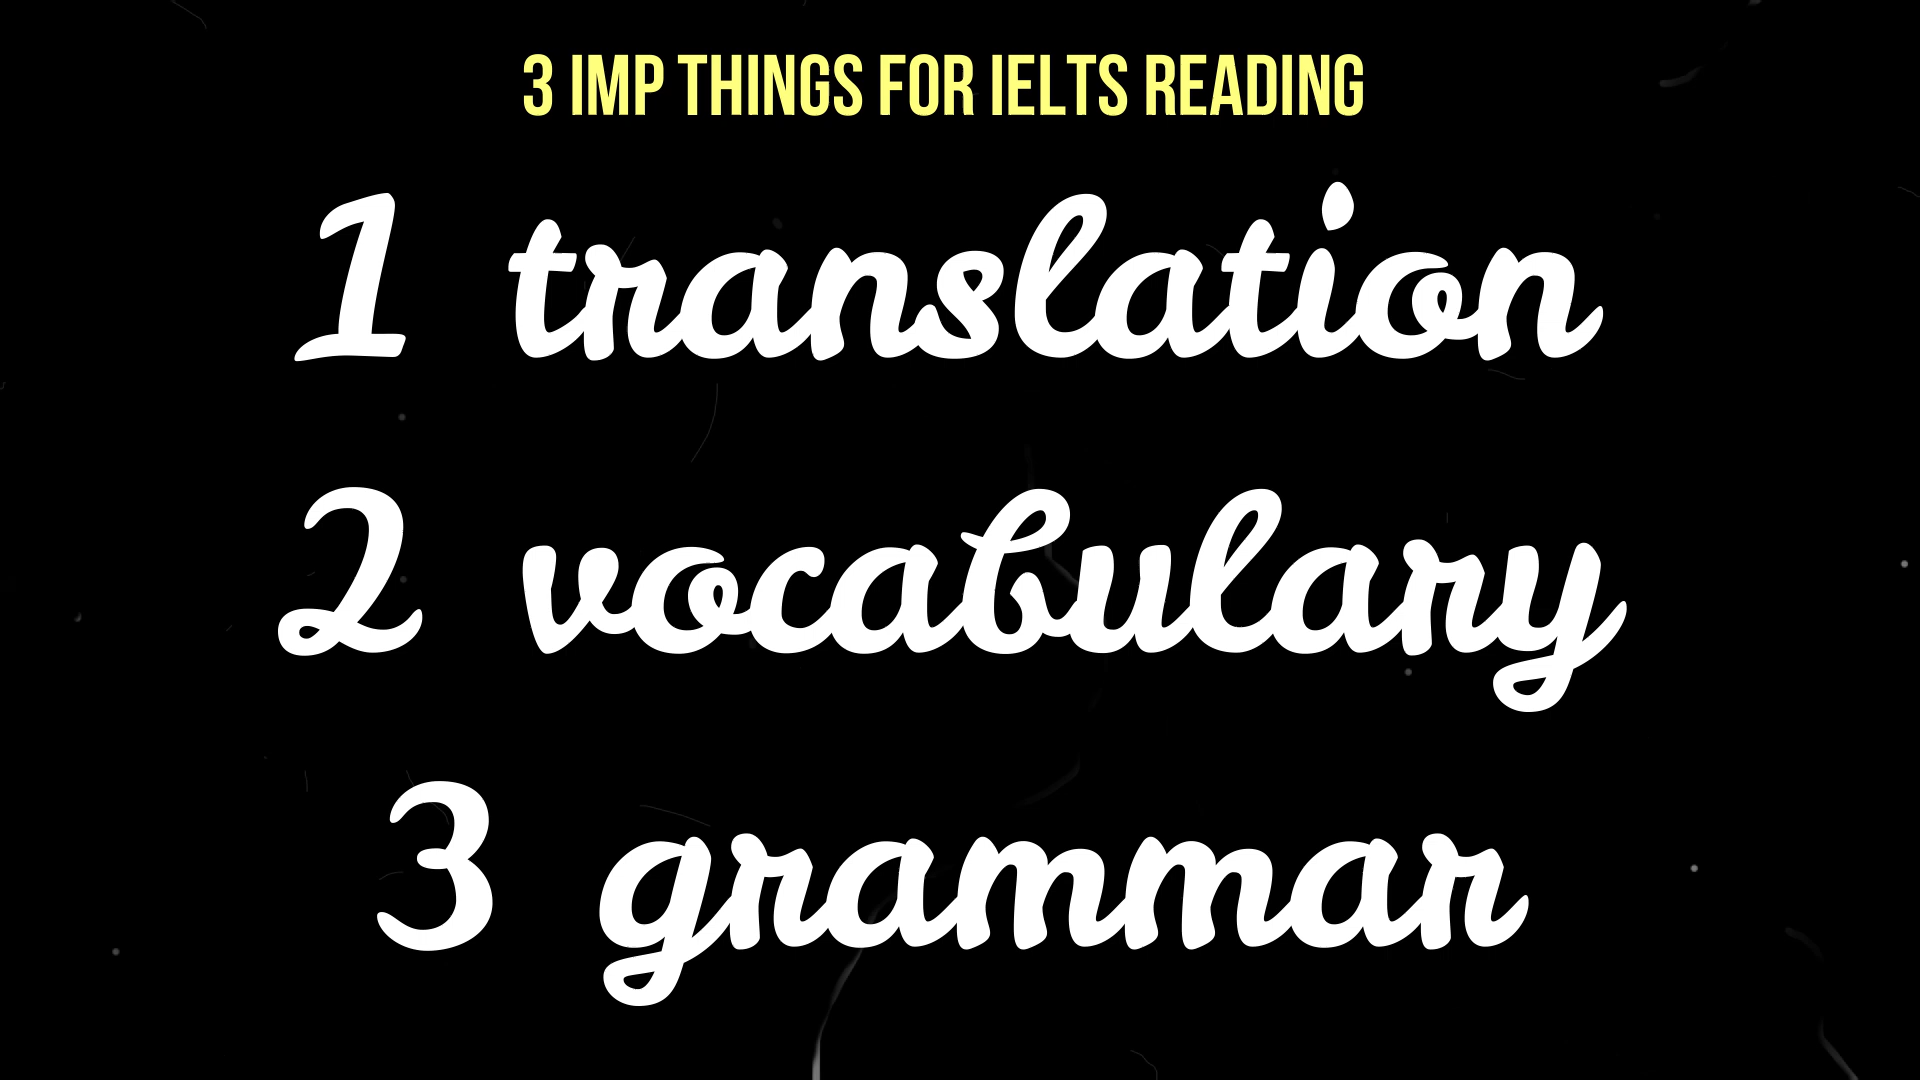 3 IMP THINGS FOR IELTS READING
1 translation
2 vocabulary
3 grammar